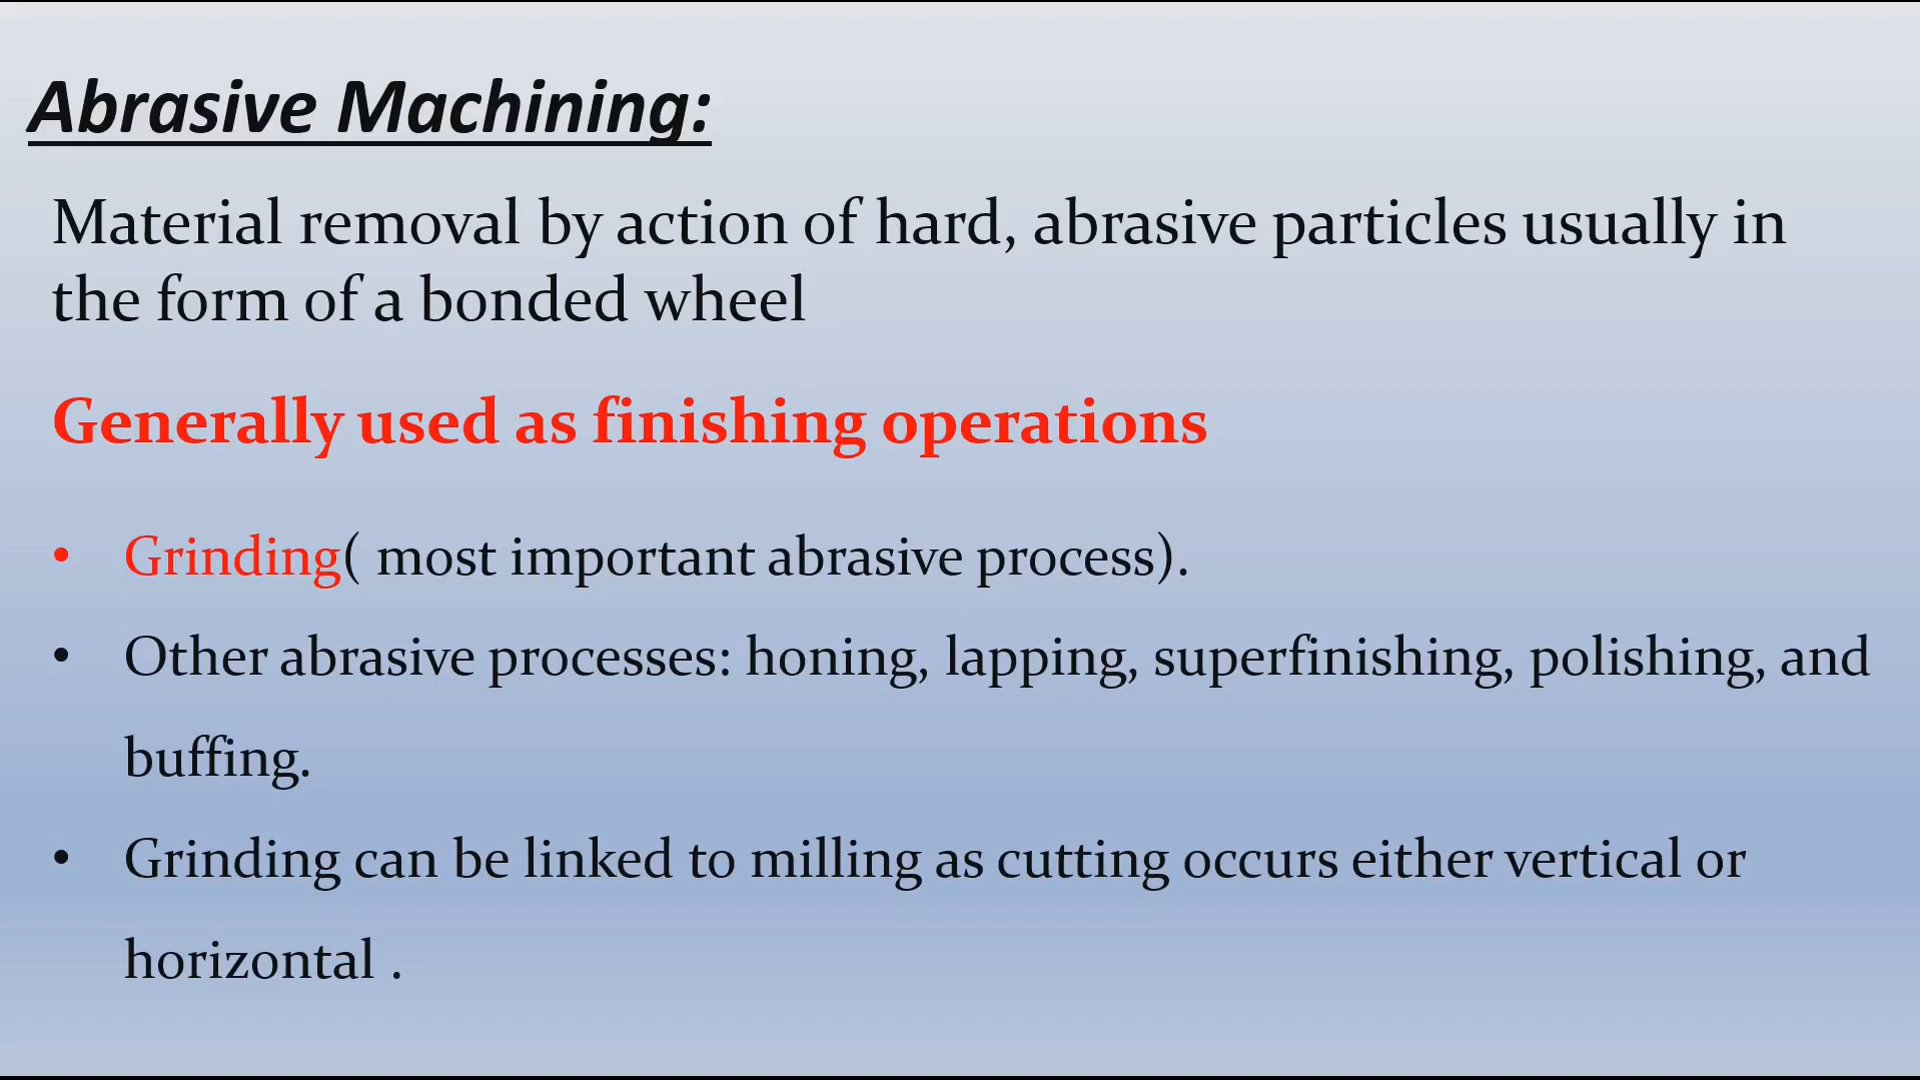 Abrasive Machining:
Material removal by action of hard, abrasive particles usually in
the form of a bonded wheel
Generally used as finishing operations
• Grinding( most important abrasive process).
• Other abrasive processes: honing, lapping, superfinishing, polishing, and
buffing.
• Grinding can be linked to milling as cutting occurs either vertical or
horizontal .